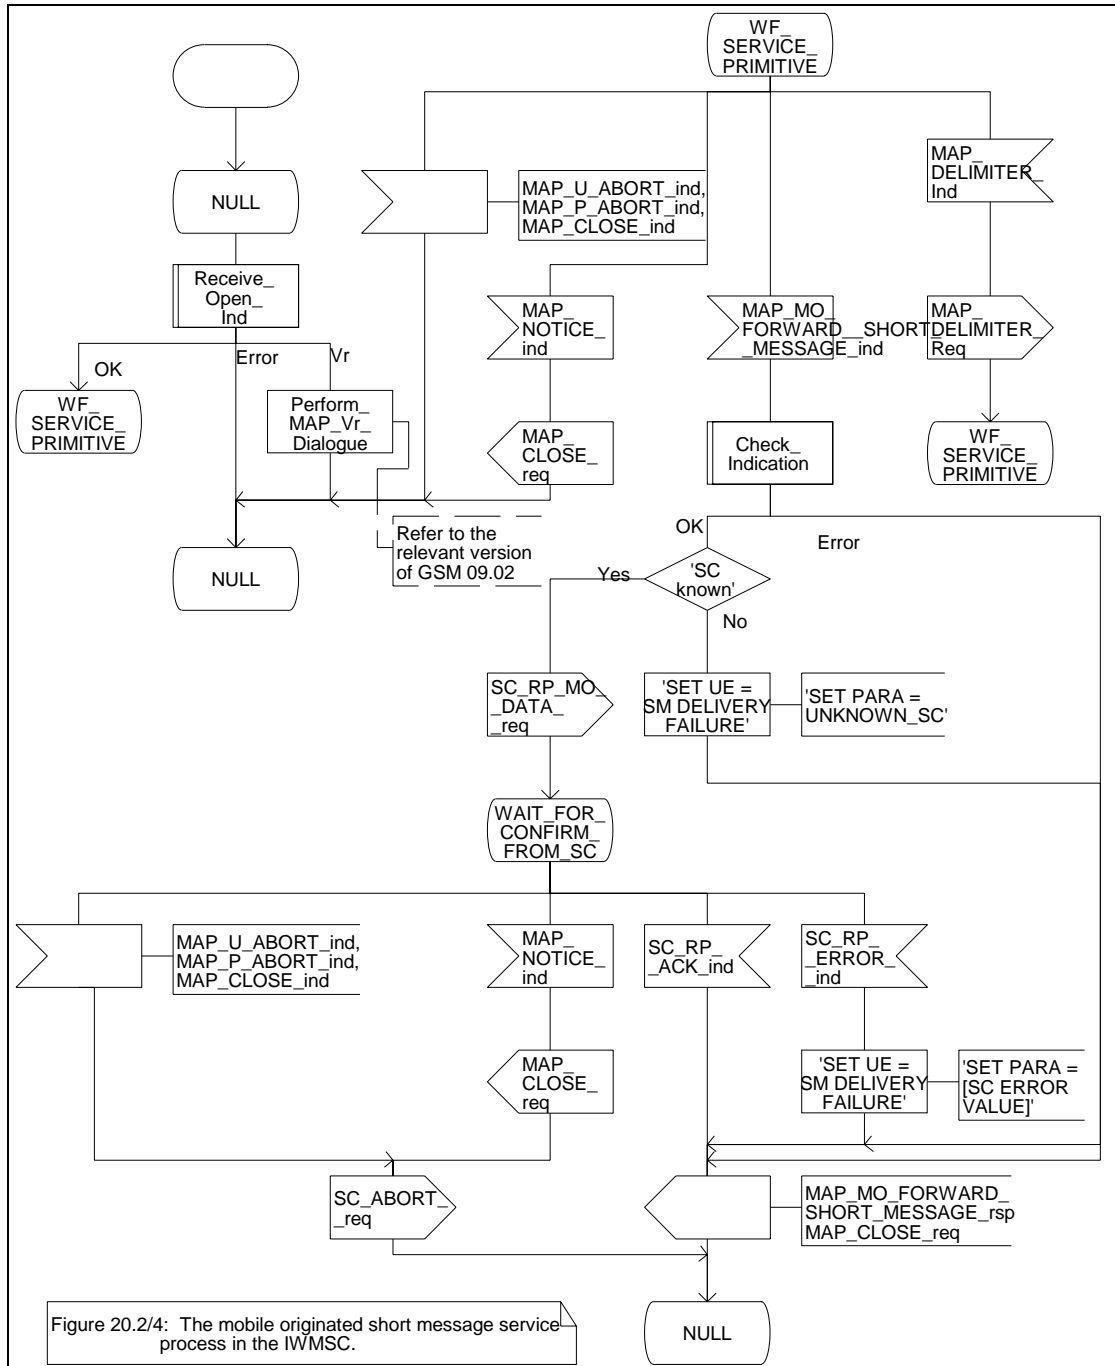 WF_
SERVICE_
PRIMITIVE
NULL
Receive_
Open_
Ind
OK
Error
Vr
WF_
SERVICE_
PRIMITIVE
Perform_
MAP_Vr_
Dialogue
Refer to the
relevant version
of GSM 09.02
NULL
MAP_U_ABORT_ind,
MAP_P_ABORT_ind,
MAP_CLOSE_ind
MAP_
NOTICE_
ind
MAP_
CLOSE_
req
MAP_MO_
FORWARD__SHORT_
_MESSAGE_ind
Check_
Indication
MAP_
DELIMITER_
Ind
MAP_
DELIMITER_
Req
WF_
SERVICE_
PRIMITIVE
OK
Error
'SC
known'
Yes
No
SC_RP_MO_
_DATA_
_req
'SET UE =
SM DELIVERY
FAILURE'
'SET PARA =
UNKNOWN_SC'
WAIT_FOR_
CONFIRM_
FROM_SC
MAP_U_ABORT_ind,
MAP_P_ABORT_ind,
MAP_CLOSE_ind
MAP_
NOTICE_
ind
SC_RP_
_ACK_ind
SC_RP_
_ERROR_
_ind
MAP_
CLOSE_
req
'SET UE =
SM DELIVERY
FAILURE'
'SET PARA =
[SC ERROR
VALUE]'
SC_ABORT_
_req
MAP_MO_FORWARD_
SHORT_MESSAGE_rsp
MAP_CLOSE_req
NULL
Figure 20.2/4: The mobile originated short message service
process in the IWMSC.